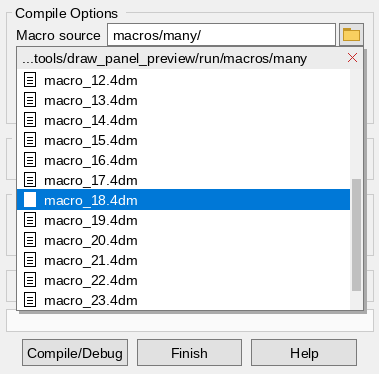 Compile Options
Macro source macros/many/
...tools/draw_panel_preview/run/macros/many
macro_12.4dm
macro_13.4dm
macro_14.4dm
macro_15.4dm
macro_16.4dm
macro_17.4dm
macro_18.4dm
macro_19.4dm
macro_20.4dm
macro_21.4dm
macro_22.4dm
macro_23.4dm
Compile/Debug Finish Help